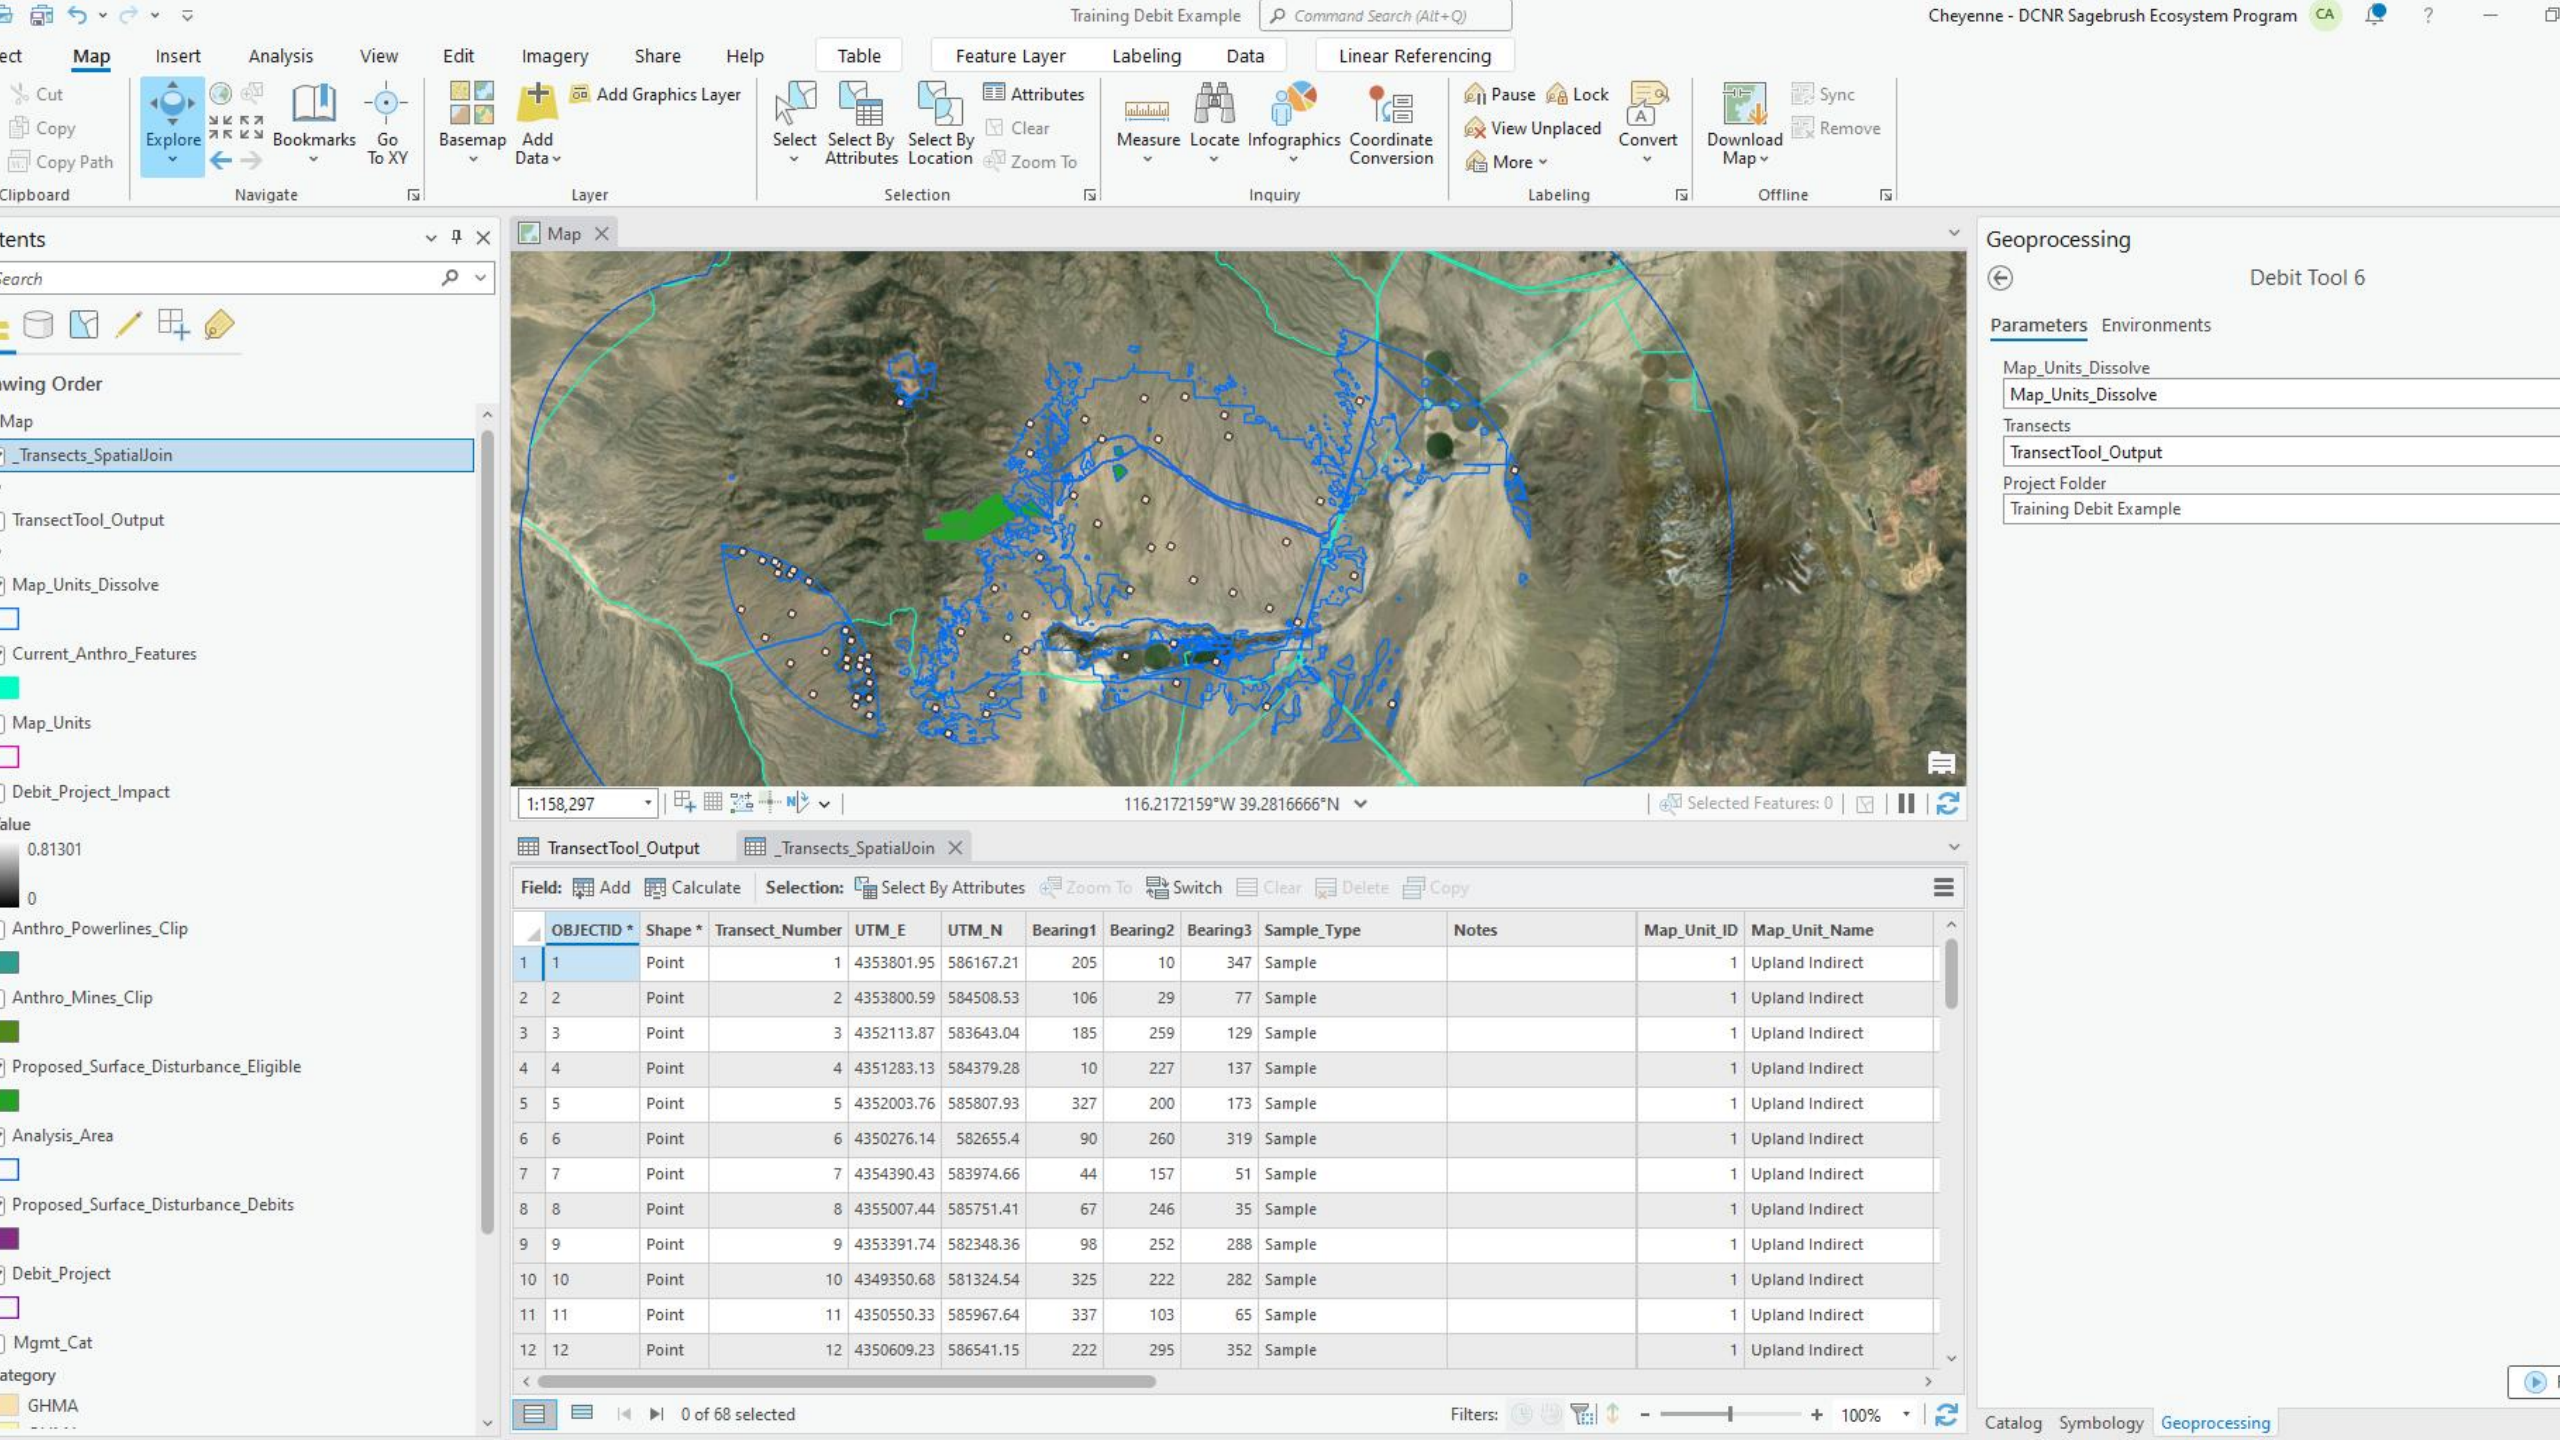 Training Debit Example
Command Search (Alt+Q)
Cheyenne - DCNR Sagebrush Ecosystem Program
CA
?
ect Map Insert Analysis View Edit Imagery Share Help Table Feature Layer Labeling Data Linear Referencing
Cut
Copy
Copy Path
Clipboard
Explore
Bookmarks
Go To XY
Navigate
Basemap
Add Data
Add Graphics Layer
Layer
Select
Select By Attributes
Select By Location
Attributes
Clear
Zoom To
Selection
Measure
Locate
Infographics
Coordinate Conversion
Inquiry
Pause
Lock
View Unplaced
More
Convert
Labeling
Download Map
Sync
Remove
Offline
tents
Search
wing Order
Map
_Transects_SpatialJoin
TransectTool_Output
Map_Units_Dissolve
Current_Anthro_Features
Map_Units
Debit_Project_Impact
alue
0.81301
0
Anthro_Powerlines_Clip
Anthro_Mines_Clip
Proposed_Surface_Disturbance_Eligible
Analysis_Area
Proposed_Surface_Disturbance_Debits
Debit_Project
Mgmt_Cat
ategory
GHMA
Map
1:158,297
116.2172159°W 39.2816666°N
Selected Features: 0
TransectTool_Output
_Transects_SpatialJoin
Field: Add Calculate Selection: Select By Attributes Zoom To Switch Clear Delete Copy
OBJECTID * Shape * Transect_Number UTM_E UTM_N Bearing1 Bearing2 Bearing3 Sample_Type Notes Map_Unit_ID Map_Unit_Name
1 1 Point 1 4353801.95 586167.21 205 10 347 Sample 1 Upland Indirect
2 2 Point 2 4353800.59 584508.53 106 29 77 Sample 1 Upland Indirect
3 3 Point 3 4352113.87 583643.04 185 259 129 Sample 1 Upland Indirect
4 4 Point 4 4351283.13 584379.28 10 227 137 Sample 1 Upland Indirect
5 5 Point 5 4352003.76 585807.93 327 200 173 Sample 1 Upland Indirect
6 6 Point 6 4350276.14 582655.4 90 260 319 Sample 1 Upland Indirect
7 7 Point 7 4354390.43 583974.66 44 157 51 Sample 1 Upland Indirect
8 8 Point 8 4355007.44 585751.41 67 246 35 Sample 1 Upland Indirect
9 9 Point 9 4353391.74 582348.36 98 252 288 Sample 1 Upland Indirect
10 10 Point 10 4349350.68 581324.54 325 222 282 Sample 1 Upland Indirect
11 11 Point 11 4350550.33 585967.64 337 103 65 Sample 1 Upland Indirect
12 12 Point 12 4350609.23 586541.15 222 295 352 Sample 1 Upland Indirect
0 of 68 selected
Filters:
100%
Geoprocessing
Debit Tool 6
Parameters Environments
Map_Units_Dissolve
Map_Units_Dissolve
Transects
TransectTool_Output
Project Folder
Training Debit Example
Catalog Symbology Geoprocessing